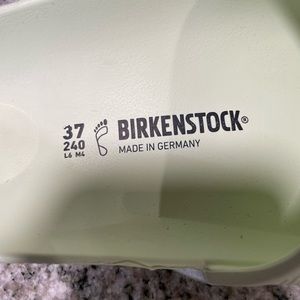 37
240
L6 M4
BIRKENSTOCK®
MADE IN GERMANY